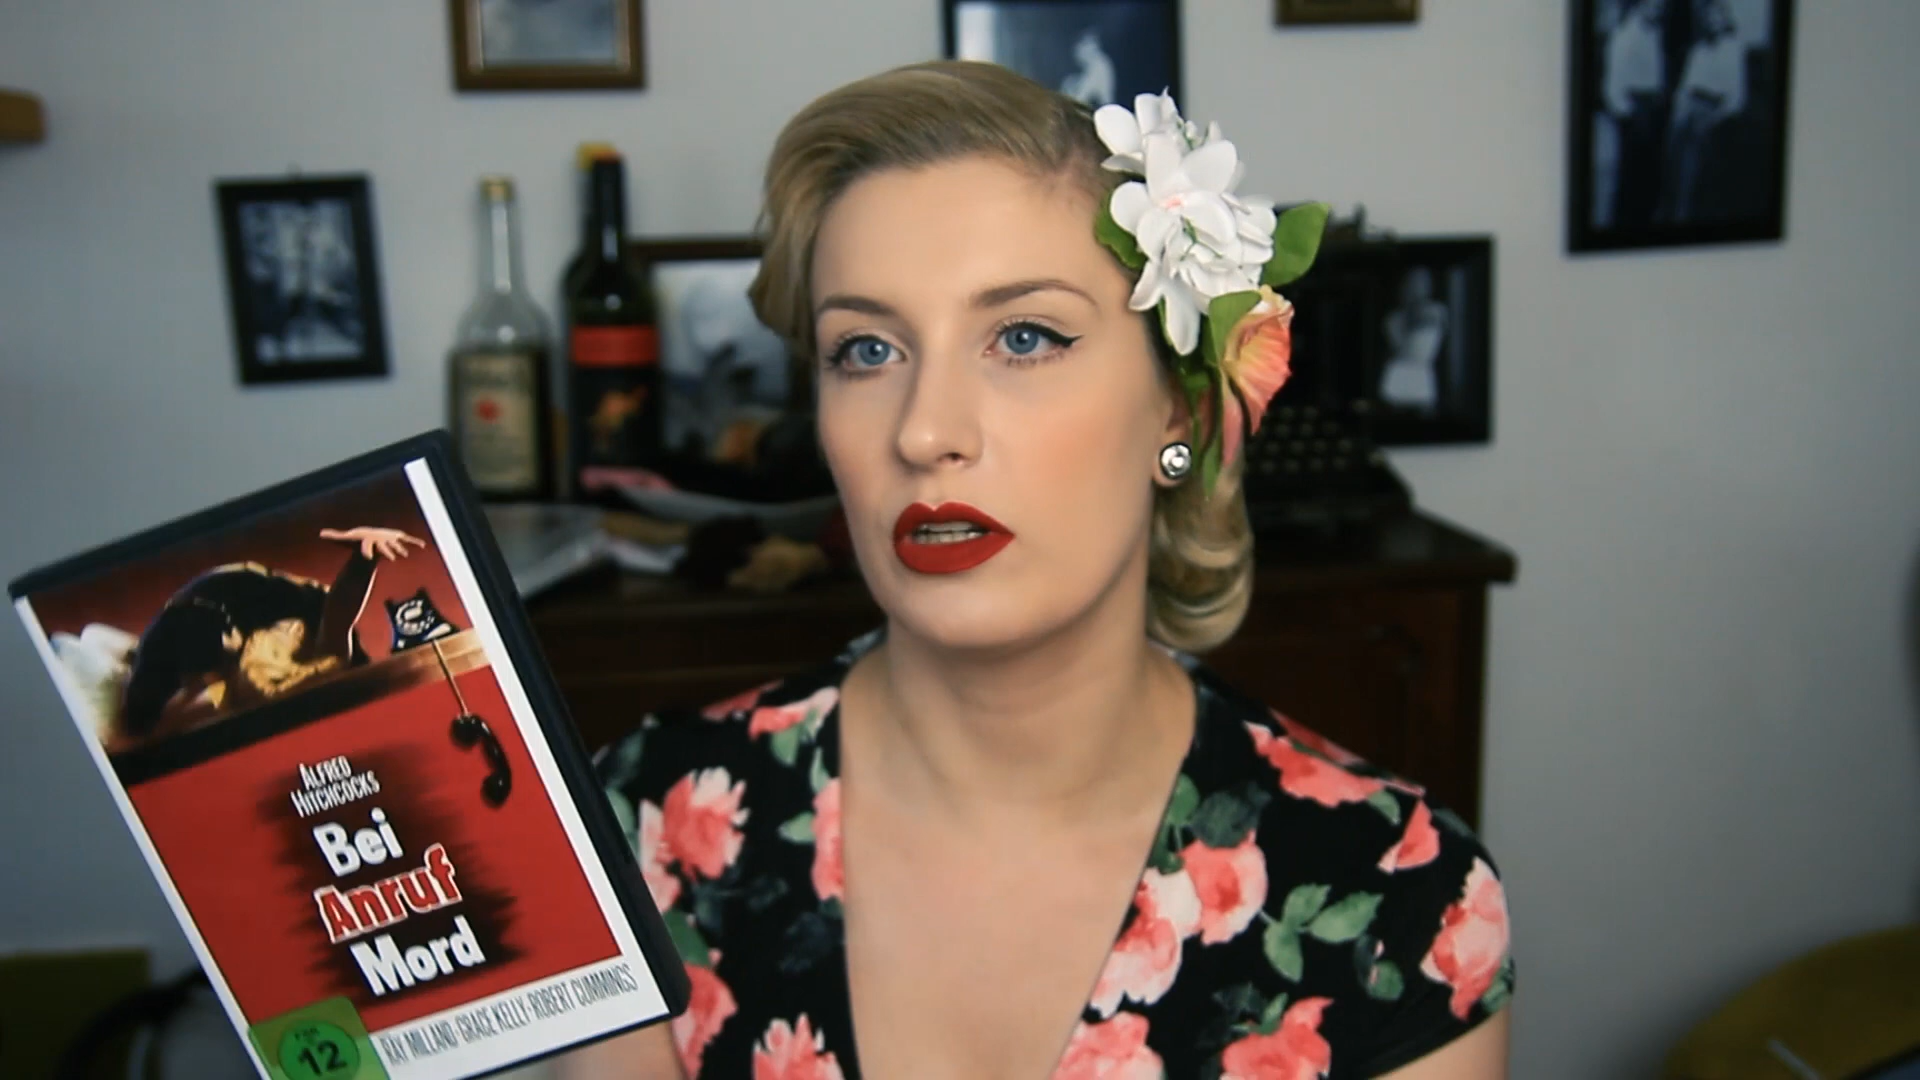 ALFRED
HITCHCOCKS
Bei
Anruf
Mord
RAY MILLAND · GRACE KELLY · ROBERT CUMMINGS
12